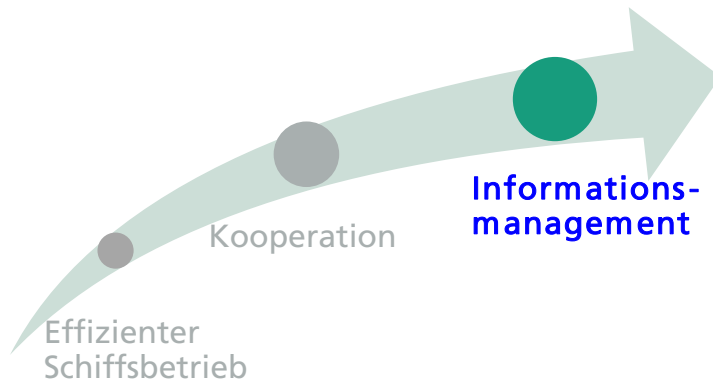 Informations-
management
Kooperation
Effizienter
Schiffsbetrieb